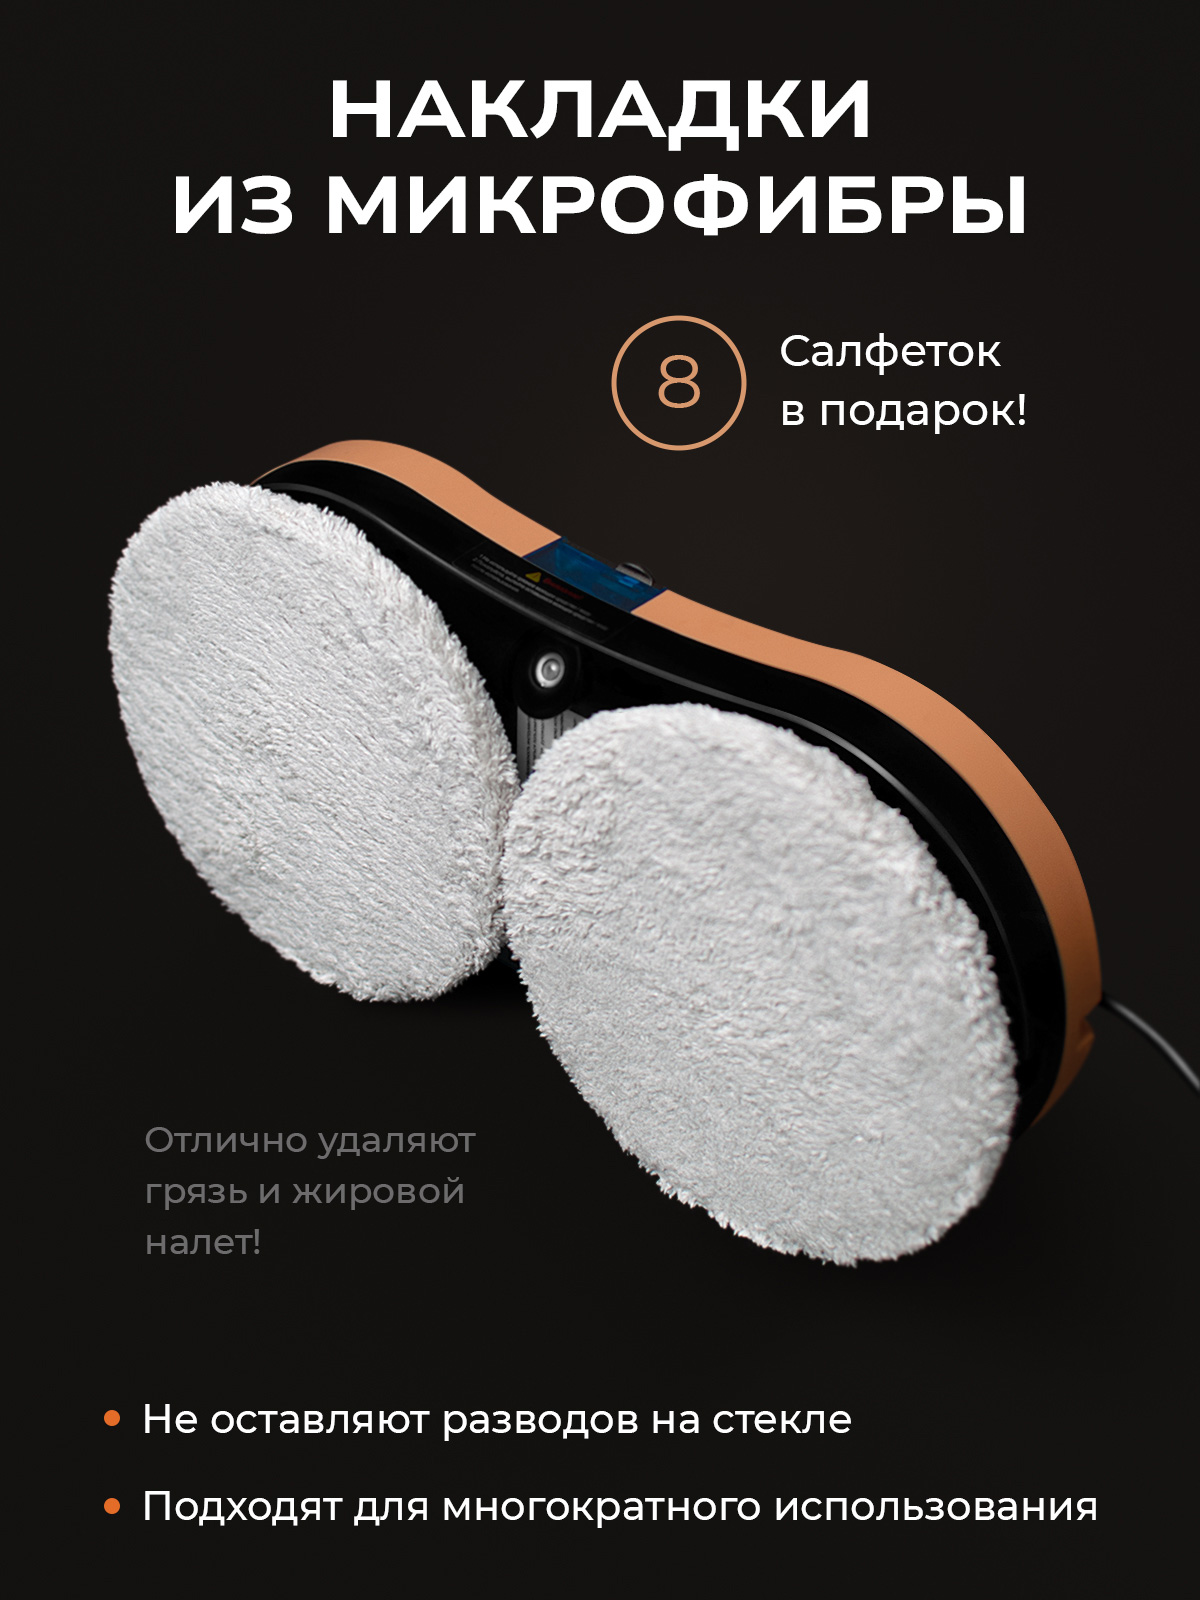 НАКЛАДКИ
ИЗ МИКРОФИБРЫ
8
Салфеток
в подарок!
Отлично удаляют
грязь и жировой
налет!
Не оставляют разводов на стекле
Подходят для многократного использования